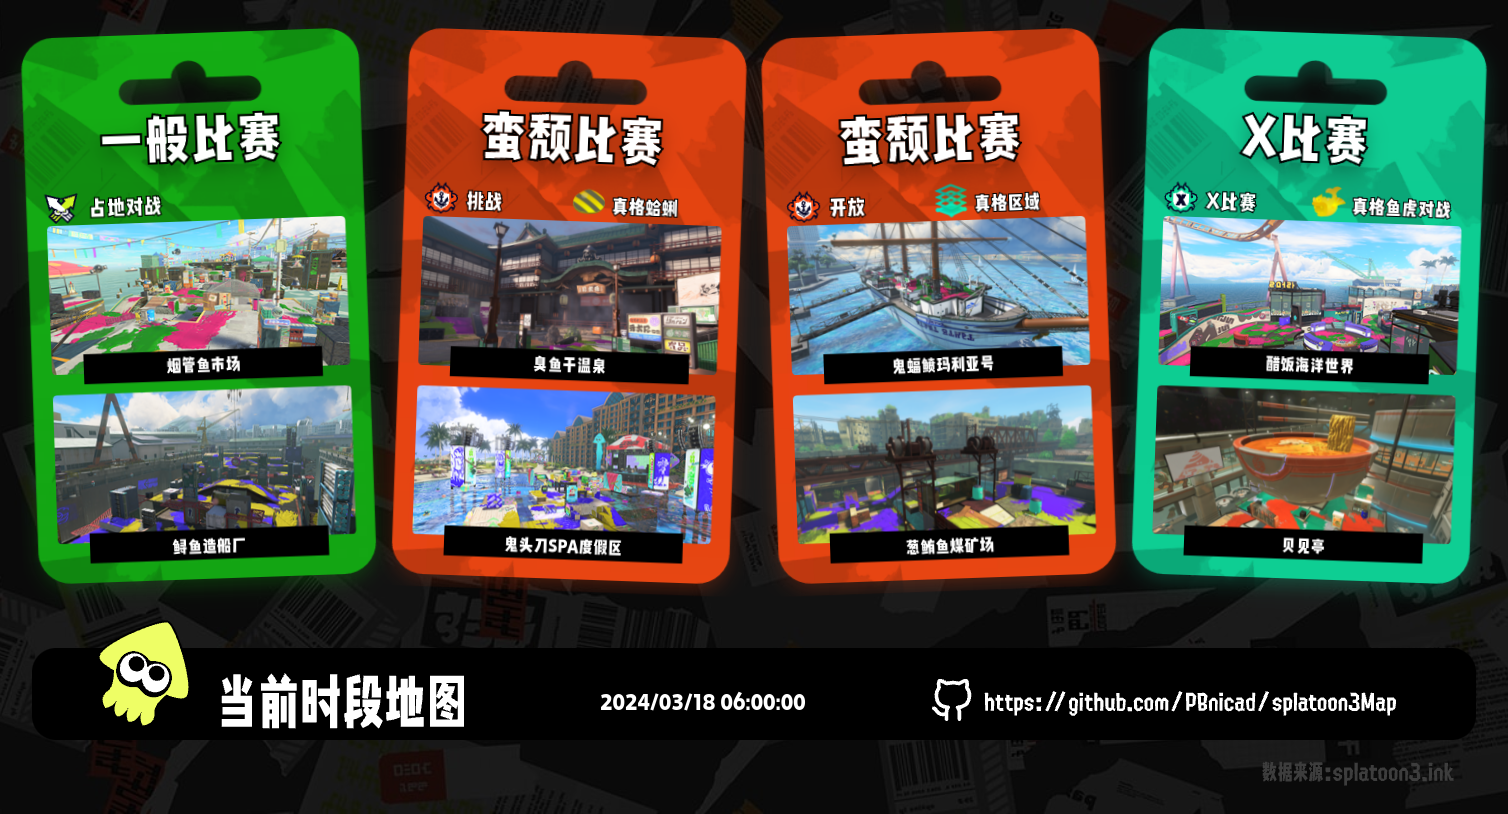 一般比赛
占地对战
烟管鱼市场
鲟鱼造船厂
蛮颓比赛
挑战
真格蛤蜊
臭鱼干温泉
鬼头刀SPA度假区
蛮颓比赛
开放
真格区域
鬼蝠鲼玛利亚号
葱鲔鱼煤矿场
X比赛
X比赛
真格鱼虎对战
醋饭海洋世界
贝见亭
当前时段地图
2024/03/18 06:00:00
https://github.com/PBnicad/splatoon3Map
数据来源:splatoon3.ink